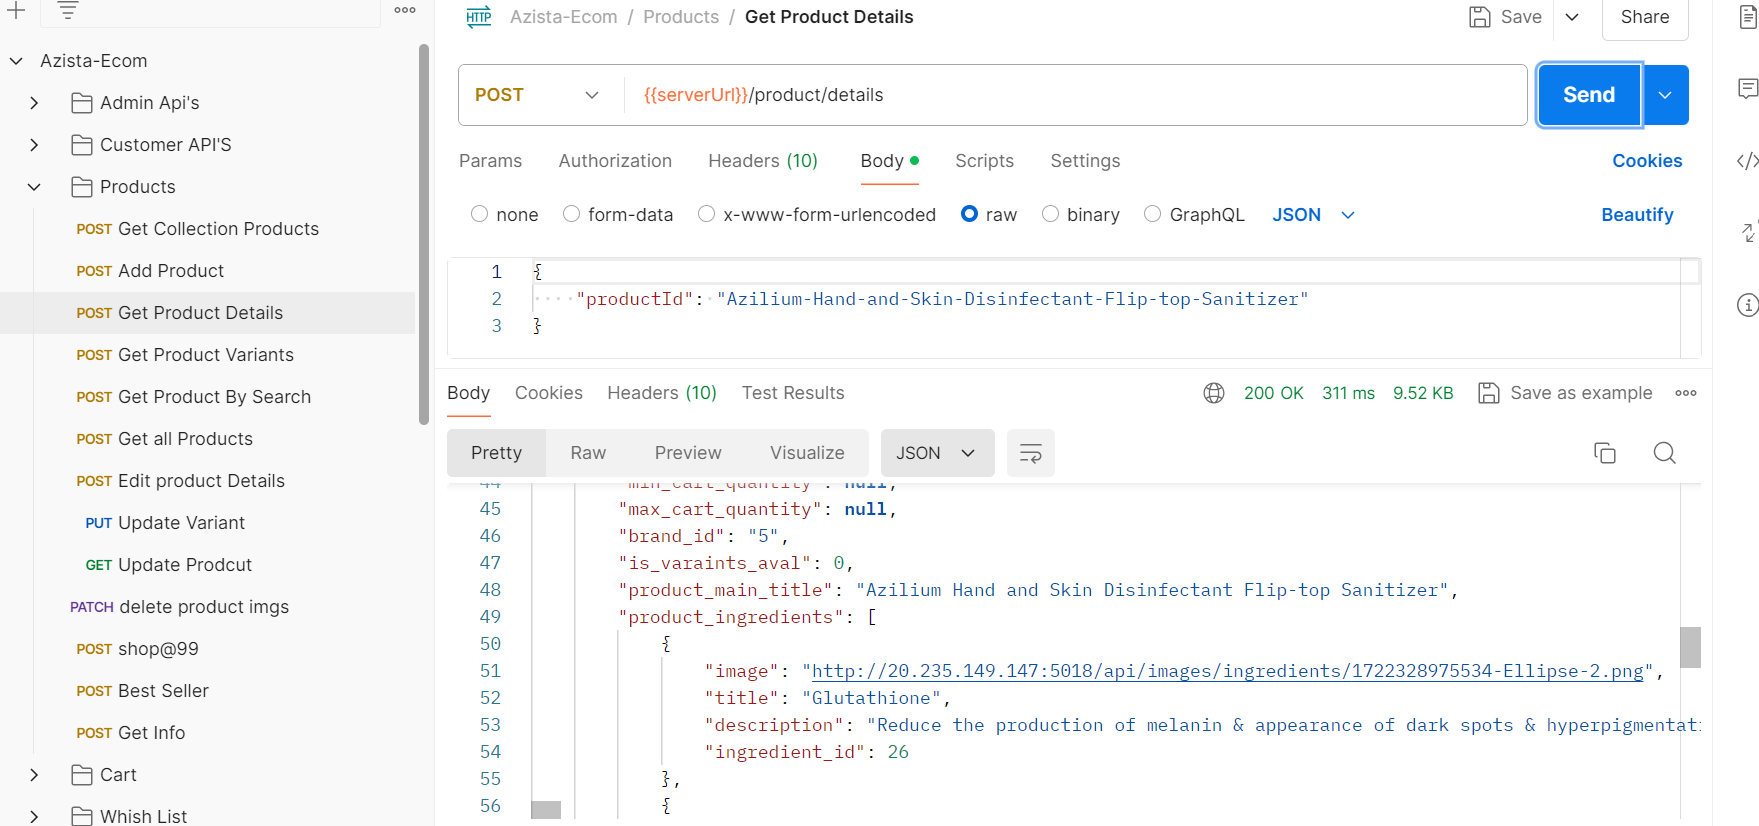 Azista-Ecom / Products / Get Product Details
Save
Share
Azista-Ecom
Admin Api's
Customer API'S
Products
POST Get Collection Products
POST Add Product
POST Get Product Details
POST Get Product Variants
POST Get Product By Search
POST Get all Products
POST Edit product Details
PUT Update Variant
GET Update Prodcut
PATCH delete product imgs
POST shop@99
POST Best Seller
POST Get Info
Cart
Whish List
HTTP
POST {{serverUrl}}/product/details
Send
Params Authorization Headers (10) Body Scripts Settings Cookies
none form-data x-www-form-urlencoded raw binary GraphQL JSON Beautify
1 {
2 "productId": "Azilium-Hand-and-Skin-Disinfectant-Flip-top-Sanitizer"
3 }
Body Cookies Headers (10) Test Results 200 OK 311 ms 9.52 KB Save as example
Pretty Raw Preview Visualize JSON
44 "min_cart_quantity": null,
45 "max_cart_quantity": null,
46 "brand_id": "5",
47 "is_varaints_aval": 0,
48 "product_main_title": "Azilium Hand and Skin Disinfectant Flip-top Sanitizer",
49 "product_ingredients": [
50 {
51 "image": "http://20.235.149.147:5018/api/images/ingredients/1722328975534-Ellipse-2.png",
52 "title": "Glutathione",
53 "description": "Reduce the production of melanin & appearance of dark spots & hyperpigmentati
54 "ingredient_id": 26
55 },
56 {